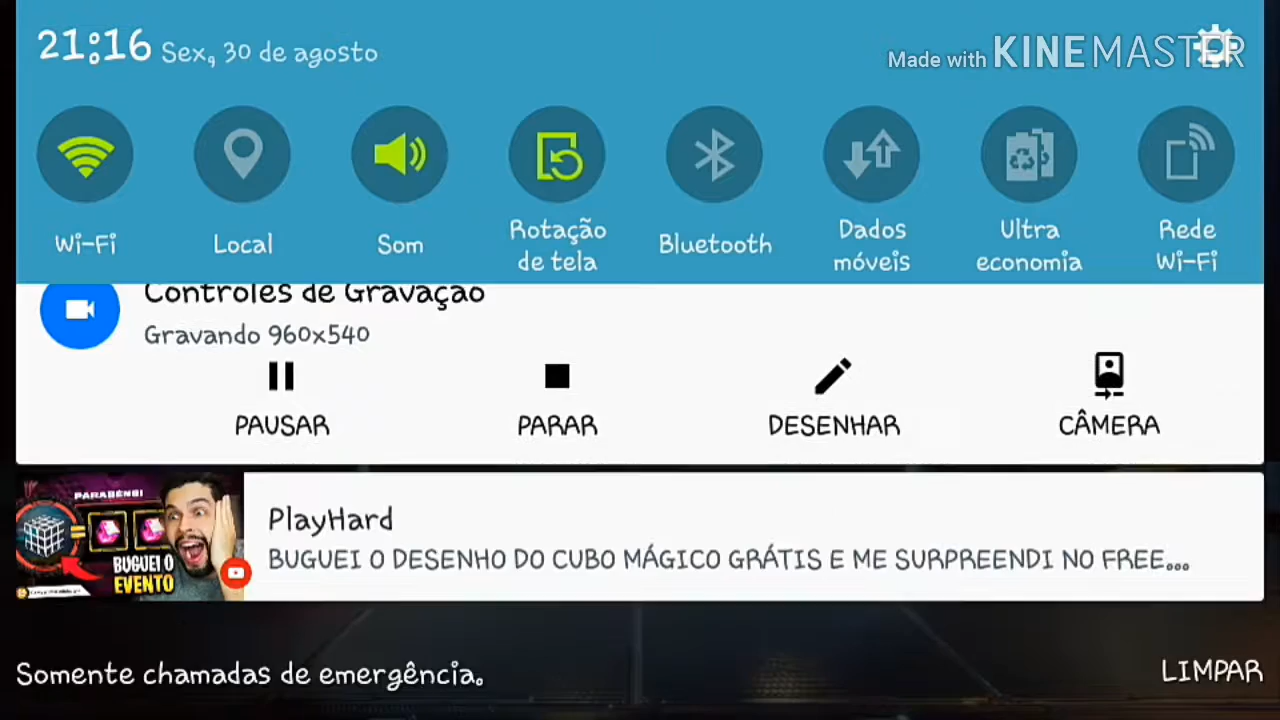 21:16 Sex, 30 de agosto
Made with KINEMASTER
Wi-Fi
Local
Som
Rotação
de tela
Bluetooth
Dados
móveis
Ultra
economia
Rede
Wi-Fi
Controles de Gravação
Gravando 960x540
PAUSAR
PARAR
DESENHAR
CÂMERA
PARABÉNS!
BUGUEI O
EVENTO
PlayHard
BUGUEI O DESENHO DO CUBO MÁGICO GRÁTIS E ME SURPREENDI NO FREE...
Somente chamadas de emergência.
LIMPAR